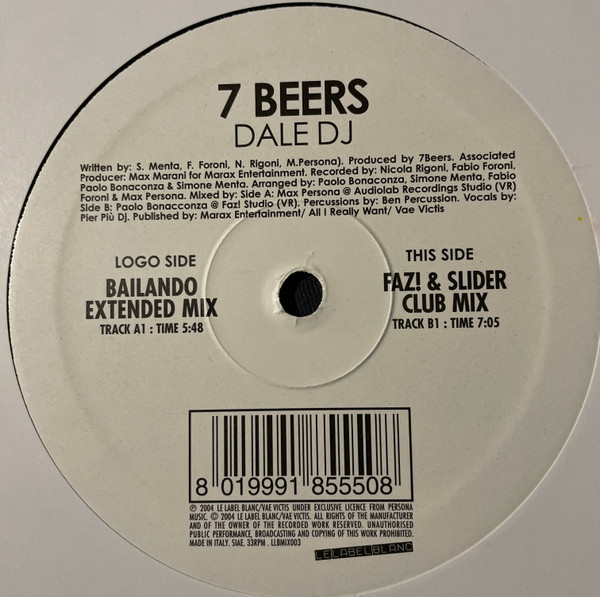 7 BEERS
DALE DJ
Written by: S. Menta, F. Foroni, N. Rigoni, M.Persona). Produced by 7Beers. Associated
Producer: Max Marani for Marax Entertainment. Recorded by: Nicola Rigoni, Fabio Foroni,
Paolo Bonaconza & Simone Menta. Arranged by: Paolo Bonaconza, Simone Menta, Fabio
Foroni & Max Persona. Mixed by: Side A: Max Persona @ Audiolab Recordings Studio (VR)
Side B: Paolo Bonacconza @ Faz! Studio (VR). Percussions by: Ben Percussion. Vocals by:
Pier Più Dj. Published by: Marax Entertainment/ All I Really Want/ Vae Victis
LOGO SIDE
BAILANDO
EXTENDED MIX
TRACK A1 : TIME 5:48
THIS SIDE
FAZ! & SLIDER
CLUB MIX
TRACK B1 : TIME 7:05
8 019991 855508
℗ 2004 LE LABEL BLANC/VAE VICTIS UNDER EXCLUSIVE LICENCE FROM PERSONA
MUSIC. © 2004 LE LABEL BLANC/VAE VICTIS. ALL RIGHTS OF THE MANUFACTURER
AND OF THE OWNER OF THE RECORDED WORK RESERVED. UNAUTHORISED
PUBLIC PERFORMANCE, BROADCASTING AND COPYING OF THIS WORK PROHIBITED.
MADE IN ITALY. SIAE. 33RPM . LLBMIX003
LELABELBLANC